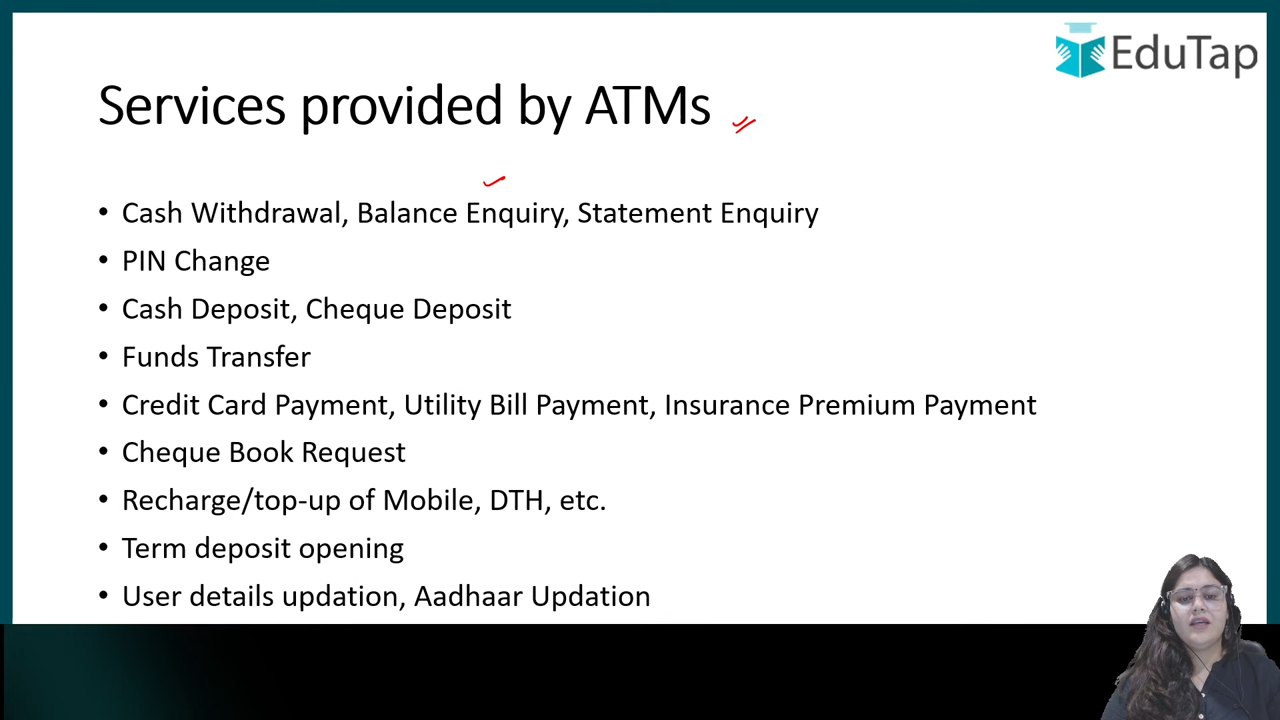 EduTap
Services provided by ATMs
• Cash Withdrawal, Balance Enquiry, Statement Enquiry
• PIN Change
• Cash Deposit, Cheque Deposit
• Funds Transfer
• Credit Card Payment, Utility Bill Payment, Insurance Premium Payment
• Cheque Book Request
• Recharge/top-up of Mobile, DTH, etc.
• Term deposit opening
• User details updation, Aadhaar Updation